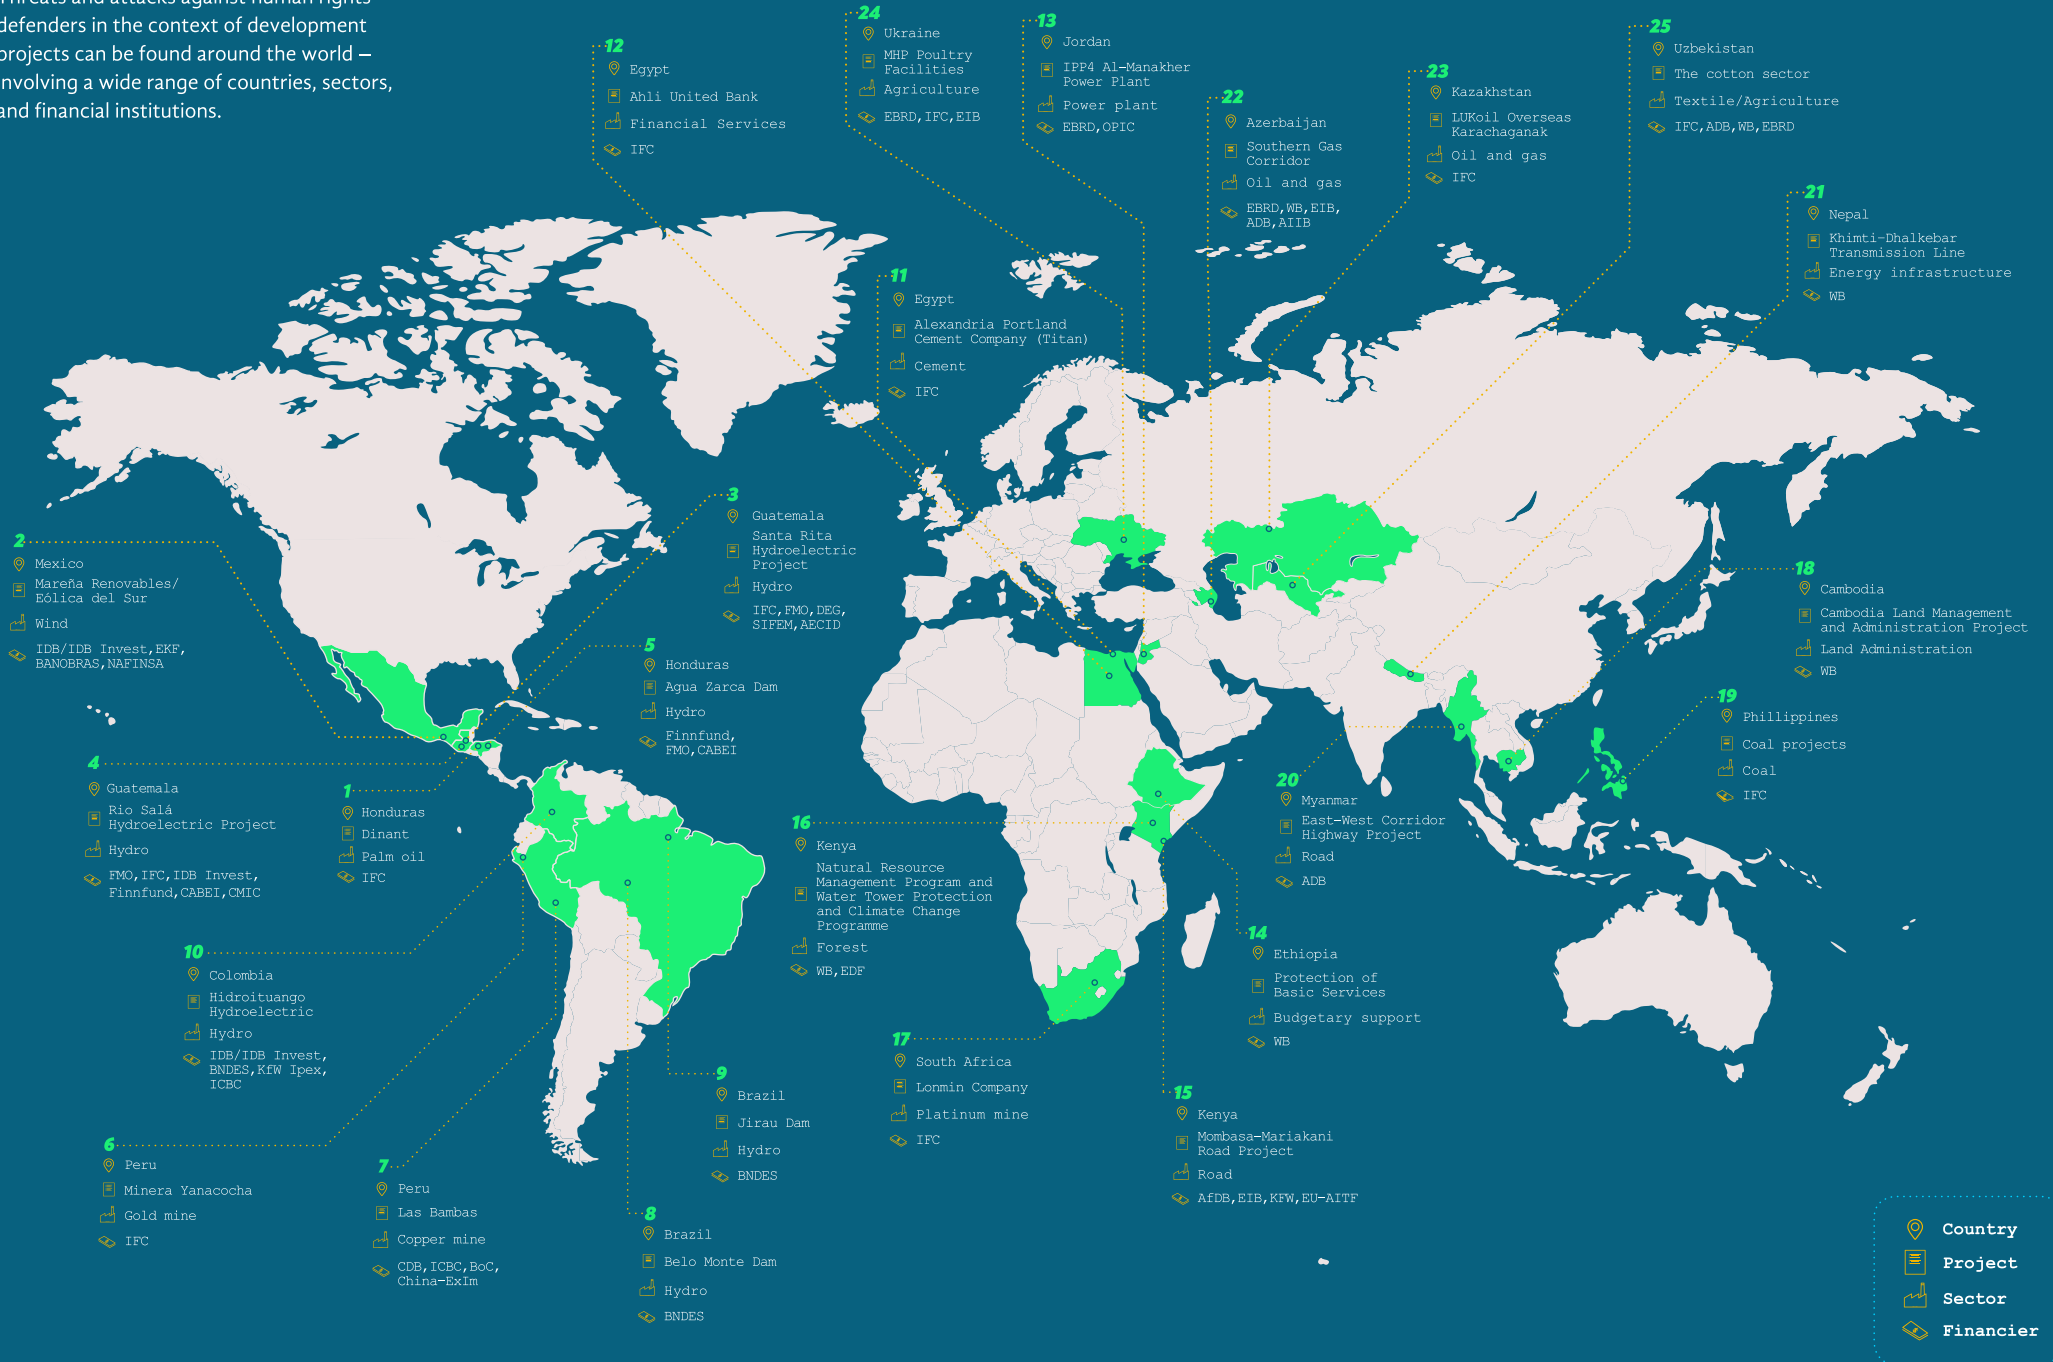 Threats and attacks against human rights
defenders in the context of development
projects can be found around the world –
involving a wide range of countries, sectors,
and financial institutions.
12
Egypt
Ahli United Bank
Financial Services
IFC
24
Ukraine
MHP Poultry
Facilities
Agriculture
EBRD,IFC,EIB
13
Jordan
IPP4 Al–Manakher
Power Plant
Power plant
EBRD,OPIC
22
Azerbaijan
Southern Gas
Corridor
Oil and gas
EBRD,WB,EIB,
ADB,AIIB
23
Kazakhstan
LUKoil Overseas
Karachaganak
Oil and gas
IFC
25
Uzbekistan
The cotton sector
Textile/Agriculture
IFC,ADB,WB,EBRD
21
Nepal
Khimti–Dhalkebar
Transmission Line
Energy infrastructure
WB
11
Egypt
Alexandria Portland
Cement Company (Titan)
Cement
IFC
3
Guatemala
Santa Rita
Hydroelectric
Project
Hydro
IFC,FMO,DEG,
SIFEM,AECID
2
Mexico
Mareña Renovables/
Eólica del Sur
Wind
IDB/IDB Invest,EKF,
BANOBRAS,NAFINSA
5
Honduras
Agua Zarca Dam
Hydro
Finnfund,
FMO,CABEI
18
Cambodia
Cambodia Land Management
and Administration Project
Land Administration
WB
19
Phillippines
Coal projects
Coal
IFC
4
Guatemala
Rio Salá
Hydroelectric Project
Hydro
FMO,IFC,IDB Invest,
Finnfund,CABEI,CMIC
1
Honduras
Dinant
Palm oil
IFC
20
Myanmar
East–West Corridor
Highway Project
Road
ADB
16
Kenya
Natural Resource
Management Program and
Water Tower Protection
and Climate Change
Programme
Forest
WB,EDF
14
Ethiopia
Protection of
Basic Services
Budgetary support
WB
10
Colombia
Hidroituango
Hydroelectric
Hydro
IDB/IDB Invest,
BNDES,KfW Ipex,
ICBC
17
South Africa
Lonmin Company
Platinum mine
IFC
9
Brazil
Jirau Dam
Hydro
BNDES
15
Kenya
Mombasa–Mariakani
Road Project
Road
AfDB,EIB,KFW,EU–AITF
6
Peru
Minera Yanacocha
Gold mine
IFC
7
Peru
Las Bambas
Copper mine
CDB,ICBC,BoC,
China–ExIm
8
Brazil
Belo Monte Dam
Hydro
BNDES
Country
Project
Sector
Financier